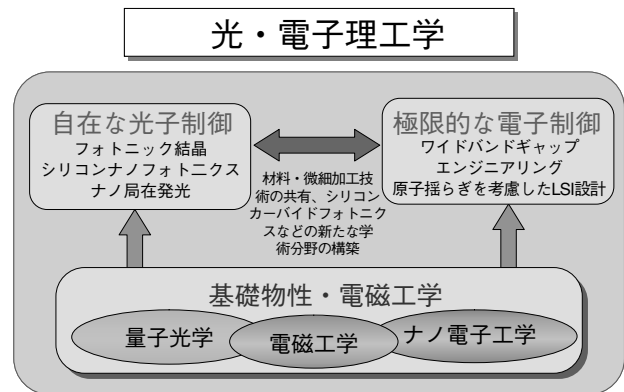 光・電子理工学
自在な光子制御
フォトニック結晶
シリコンナノフォトニクス
ナノ局在発光
極限的な電子制御
ワイドバンドギャップ
エンジニアリング
原子揺らぎを考慮したLSI設計
材料・微細加工技
術の共有、シリコン
カーバイドフォトニク
スなどの新たな学
術分野の構築
基礎物性・電磁工学
量子光学
電磁工学
ナノ電子工学